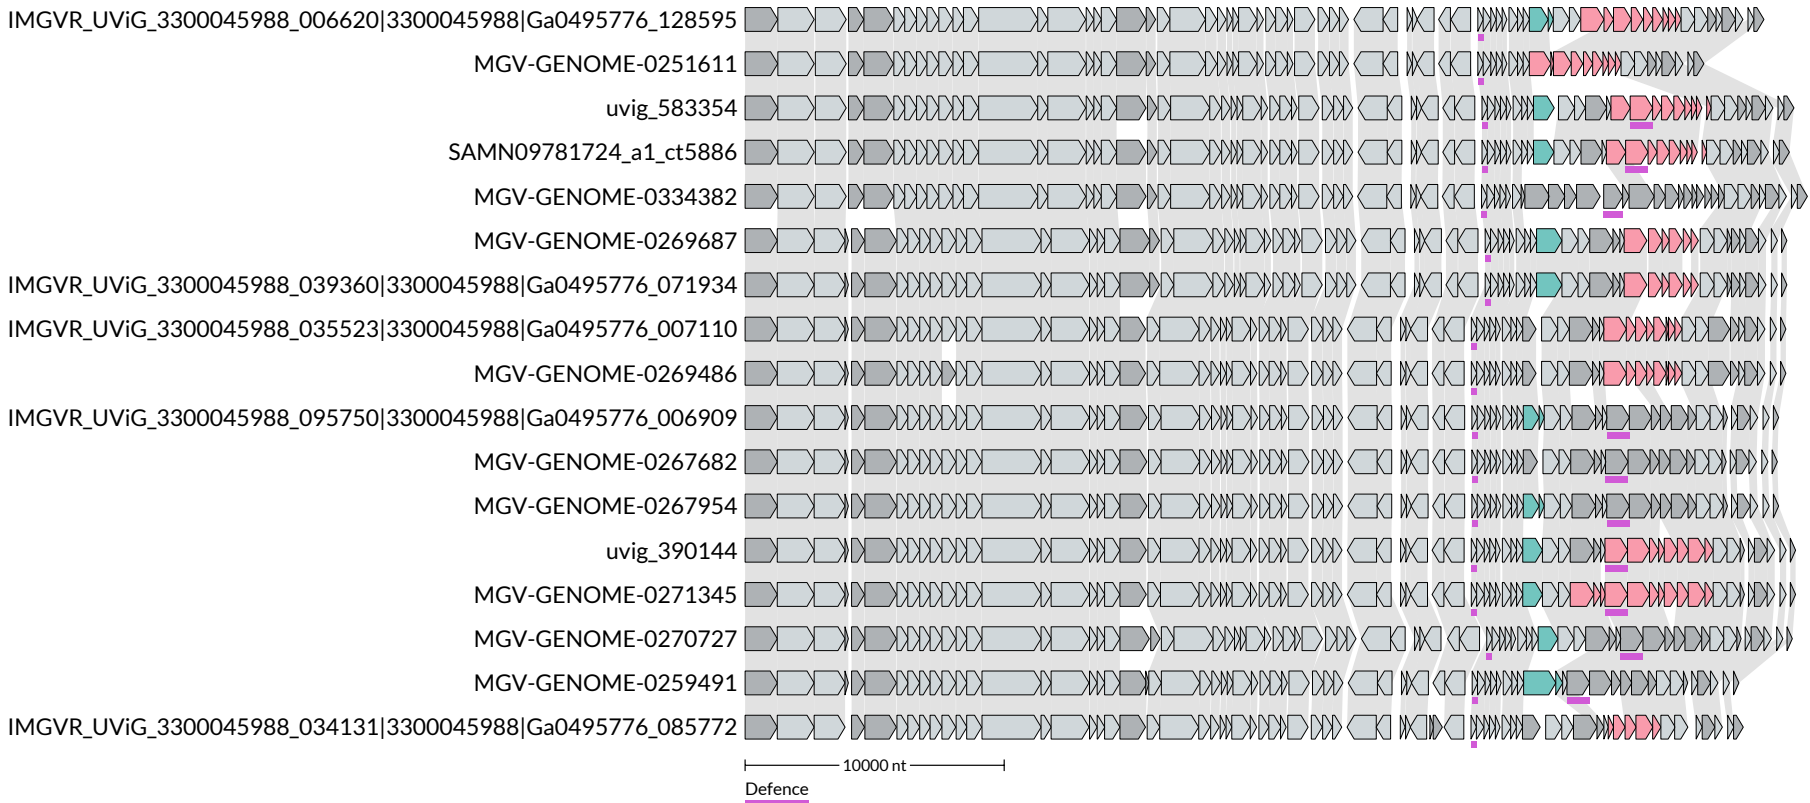 IMGVR_UViG_3300045988_006620|3300045988|Ga0495776_128595
MGV-GENOME-0251611
uvig_583354
SAMN09781724_a1_ct5886
MGV-GENOME-0334382
MGV-GENOME-0269687
IMGVR_UViG_3300045988_039360|3300045988|Ga0495776_071934
IMGVR_UViG_3300045988_035523|3300045988|Ga0495776_007110
MGV-GENOME-0269486
IMGVR_UViG_3300045988_095750|3300045988|Ga0495776_006909
MGV-GENOME-0267682
MGV-GENOME-0267954
uvig_390144
MGV-GENOME-0271345
MGV-GENOME-0270727
MGV-GENOME-0259491
IMGVR_UViG_3300045988_034131|3300045988|Ga0495776_085772
10000 nt
Defence